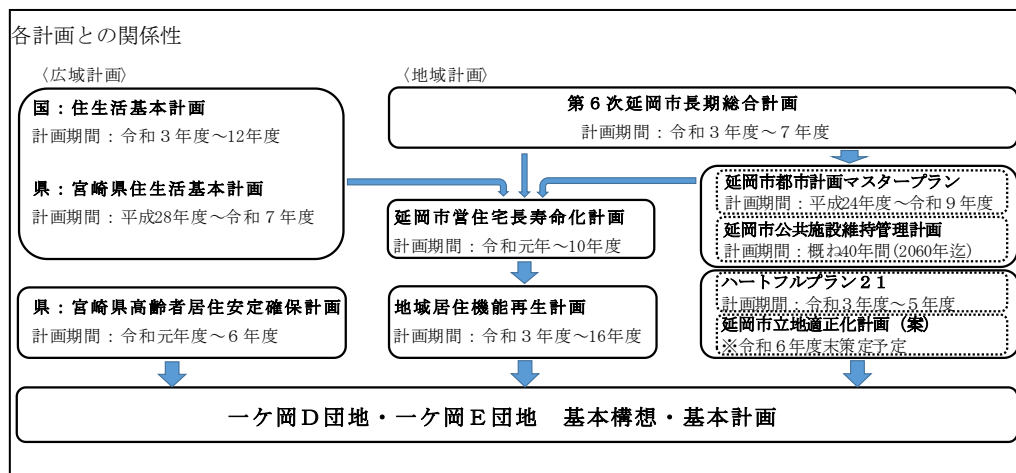 各計画との関係性
〈広域計画〉
国：住生活基本計画
計画期間：令和３年度～12年度
県：宮崎県住生活基本計画
計画期間：平成28年度～令和７年度
県：宮崎県高齢者居住安定確保計画
計画期間：令和元年度～６年度
〈地域計画〉
第６次延岡市長期総合計画
計画期間：令和３年度～７年度
延岡市営住宅長寿命化計画
計画期間：令和元年～10年度
地域居住機能再生計画
計画期間：令和３年度～16年度
延岡市都市計画マスタープラン
計画期間：平成24年度～令和９年度
延岡市公共施設維持管理計画
計画期間：概ね40年間(2060年迄)
ハートフルプラン２１
計画期間：令和３年度～５年度
延岡市立地適正化計画（案）
※令和６年度末策定予定
一ケ岡Ｄ団地・一ケ岡Ｅ団地　基本構想・基本計画